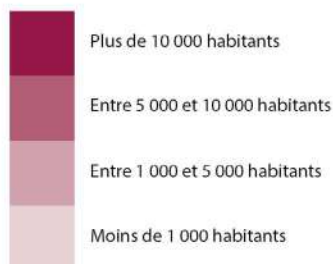 Plus de 10 000 habitants
Entre 5 000 et 10 000 habitants
Entre 1 000 et 5 000 habitants
Moins de 1 000 habitants